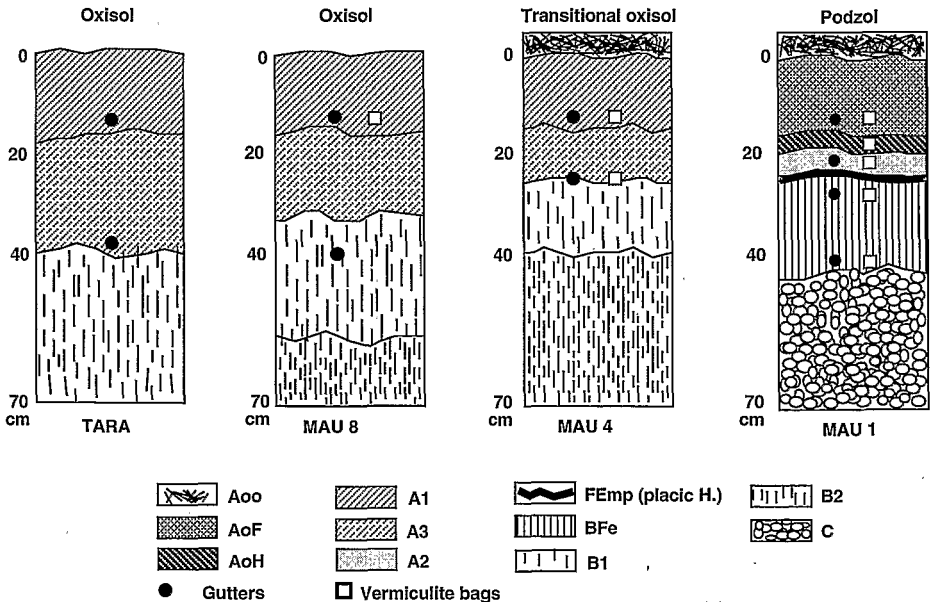 Oxisol Oxisol Transitional oxisol Podzol
0 0 0 0
20 20 20 20
40 40 40 40
70 70 70 70
cm TARA cm MAU 8 cm MAU 4 cm MAU 1
Aoo A1 FEmp (placic H.) B2
AoF A3 BFe C
AoH A2 B1
Gutters Vermiculite bags